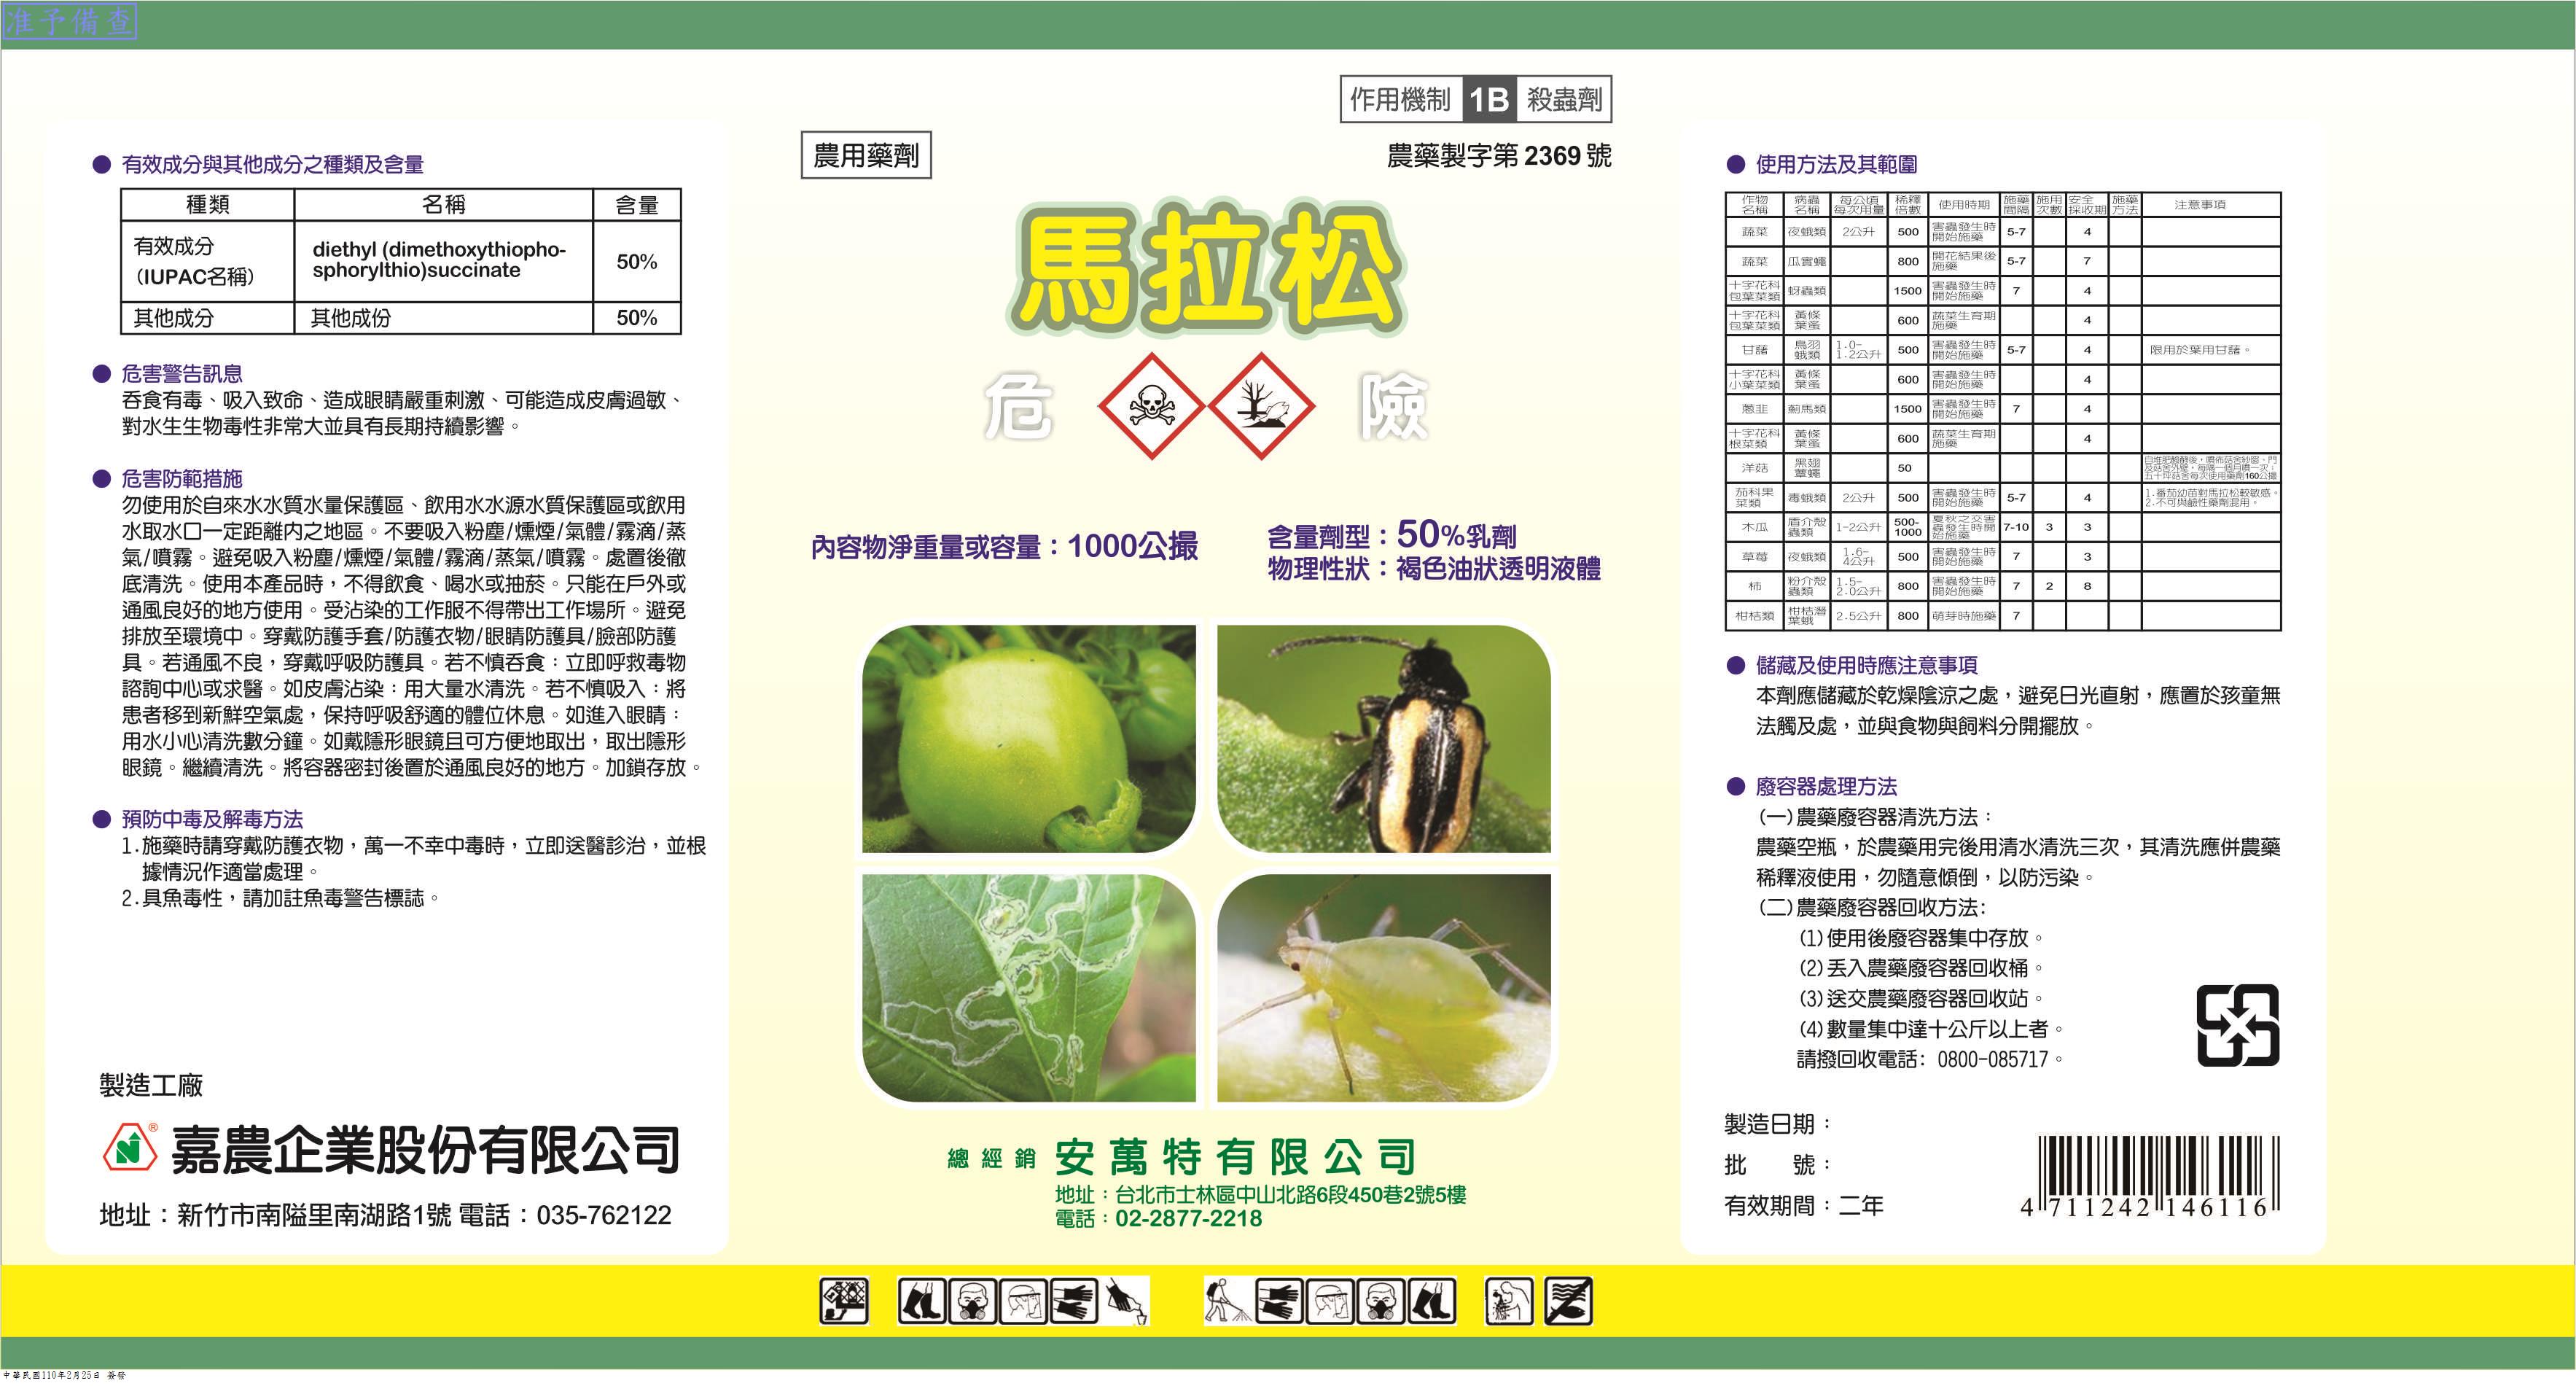 准予備查
● 有效成分與其他成分之種類及含量
種類 名稱 含量
有效成分
(IUPAC名稱)
diethyl (dimethoxythiopho-
sphorylthio)succinate
50%
其他成分 其他成份 50%
● 危害警告訊息
吞食有毒、吸入致命、造成眼睛嚴重刺激、可能造成皮膚過敏、
對水生生物毒性非常大並具有長期持續影響。
● 危害防範措施
勿使用於自來水水質水量保護區、飲用水水源水質保護區或飲用
水取水口一定距離內之地區。不要吸入粉塵/燻煙/氣體/霧滴/蒸
氣/噴霧。避免吸入粉塵/燻煙/氣體/霧滴/蒸氣/噴霧。處置後徹
底清洗。使用本產品時，不得飲食、喝水或抽菸。只能在戶外或
通風良好的地方使用。受沾染的工作服不得帶出工作場所。避免
排放至環境中。穿戴防護手套/防護衣物/眼睛防護具/臉部防護
具。若通風不良，穿戴呼吸防護具。若不慎吞食：立即呼救毒物
諮詢中心或求醫。如皮膚沾染：用大量水清洗。若不慎吸入：將
患者移到新鮮空氣處，保持呼吸舒適的體位休息。如進入眼睛：
用水小心清洗數分鐘。如戴隱形眼鏡且可方便地取出，取出隱形
眼鏡。繼續清洗。將容器密封後置於通風良好的地方。加鎖存放。
● 預防中毒及解毒方法
1.施藥時請穿戴防護衣物，萬一不幸中毒時，立即送醫診治，並根
據情況作適當處理。
2.具魚毒性，請加註魚毒警告標誌。
製造工廠
® 嘉農企業股份有限公司
地址：新竹市南隘里南湖路1號 電話：035-762122
作用機制 1B 殺蟲劑
農用藥劑
農藥製字第 2369 號
馬拉松
危 險
內容物淨重量或容量：1000公撮
含量劑型：50%乳劑
物理性狀：褐色油狀透明液體
總經銷 安萬特有限公司
地址：台北市士林區中山北路6段450巷2號5樓
電話：02-2877-2218
● 使用方法及其範圍
作物名稱 病蟲名稱 每公頃每次用量 稀釋倍數 使用時期 施藥間隔 施用次數 安全採收期 施藥方法 注意事項
蔬菜 夜蛾類 2公升 500 害蟲發生時開始施藥 5-7 4
蔬菜 瓜實蠅 800 開花結果後施藥 5-7 7
十字花科包葉菜類 蚜蟲類 1500 害蟲發生時開始施藥 7 4
十字花科包葉菜類 黃條葉蚤 600 蔬菜生育期施藥 4
甘藷 鳥羽蛾類 1.0-1.2公升 500 害蟲發生時開始施藥 5-7 4 限用於葉用甘藷。
十字花科小葉菜類 黃條葉蚤 600 害蟲發生時開始施藥 4
蔥韭 薊馬類 1500 害蟲發生時開始施藥 7 4
十字花科根菜類 黃條葉蚤 600 蔬菜生育期施藥 4
洋菇 黑翅蕈蠅 50 自堆肥醱酵後，噴佈菇舍紗窗、門及菇舍外壁，每隔一個月噴一次；五十坪菇舍每次使用藥劑160公撮
茄科果菜類 毒蛾類 2公升 500 害蟲發生時開始施藥 5-7 4 1.番茄幼苗對馬拉松較敏感。2.不可與鹼性藥劑混用。
木瓜 盾介殼蟲類 1-2公升 500-1000 夏秋之交害蟲發生時開始施藥 7-10 3 3
草莓 夜蛾類 1.6-4公升 500 害蟲發生時開始施藥 7 3
柿 粉介殼蟲類 1.5-2.0公升 800 害蟲發生時開始施藥 7 2 8
柑桔類 柑桔潛葉蛾 2.5公升 800 萌芽時施藥 7
● 儲藏及使用時應注意事項
本劑應儲藏於乾燥陰涼之處，避免日光直射，應置於孩童無
法觸及處，並與食物與飼料分開擺放。
● 廢容器處理方法
(一)農藥廢容器清洗方法：
農藥空瓶，於農藥用完後用清水清洗三次，其清洗應併農藥
稀釋液使用，勿隨意傾倒，以防污染。
(二)農藥廢容器回收方法:
(1)使用後廢容器集中存放。
(2)丟入農藥廢容器回收桶。
(3)送交農藥廢容器回收站。
(4)數量集中達十公斤以上者。
請撥回收電話: 0800-085717。
製造日期：
批 號：
有效期間：二年
4 711242 146116
中華民國110年2月25日 簽發